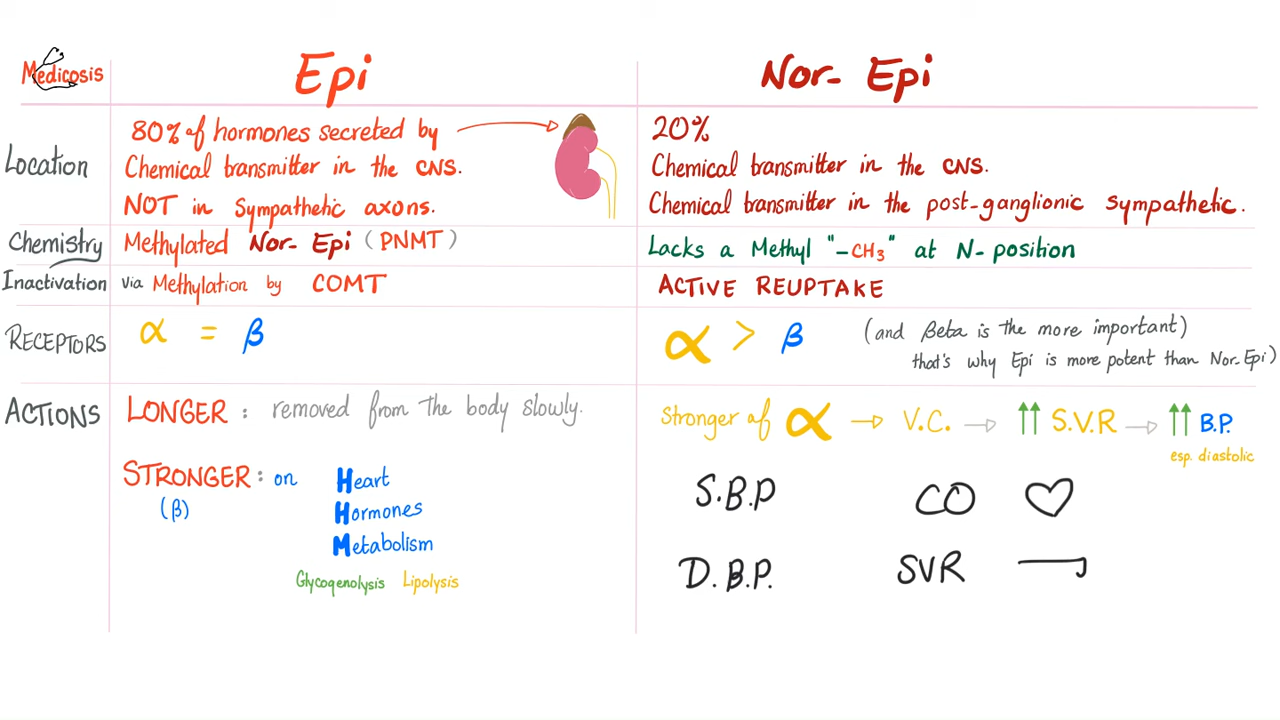 Medicosis
Epi
Nor- Epi
Location
80% of hormones secreted by
Chemical transmitter in the CNS.
NOT in Sympathetic axons.
20%
Chemical transmitter in the CNS.
Chemical transmitter in the post-ganglionic sympathetic.
Chemistry
Methylated Nor- Epi (PNMT)
Lacks a Methyl "-CH3" at N- position
Inactivation
via Methylation by COMT
ACTIVE REUPTAKE
RECEPTORS
α = β
α > β
(and Beta is the more important)
that's why Epi is more potent than Nor-Epi)
ACTIONS
LONGER: removed from the body slowly.
STRONGER: on Heart
(β)
Hormones
Metabolism
Glycogenolysis Lipolysis
Stronger of α → V.C. → ↑↑ S.V.R → ↑↑ B.P.
esp. diastolic
S.B.P CO
D.B.P. SVR